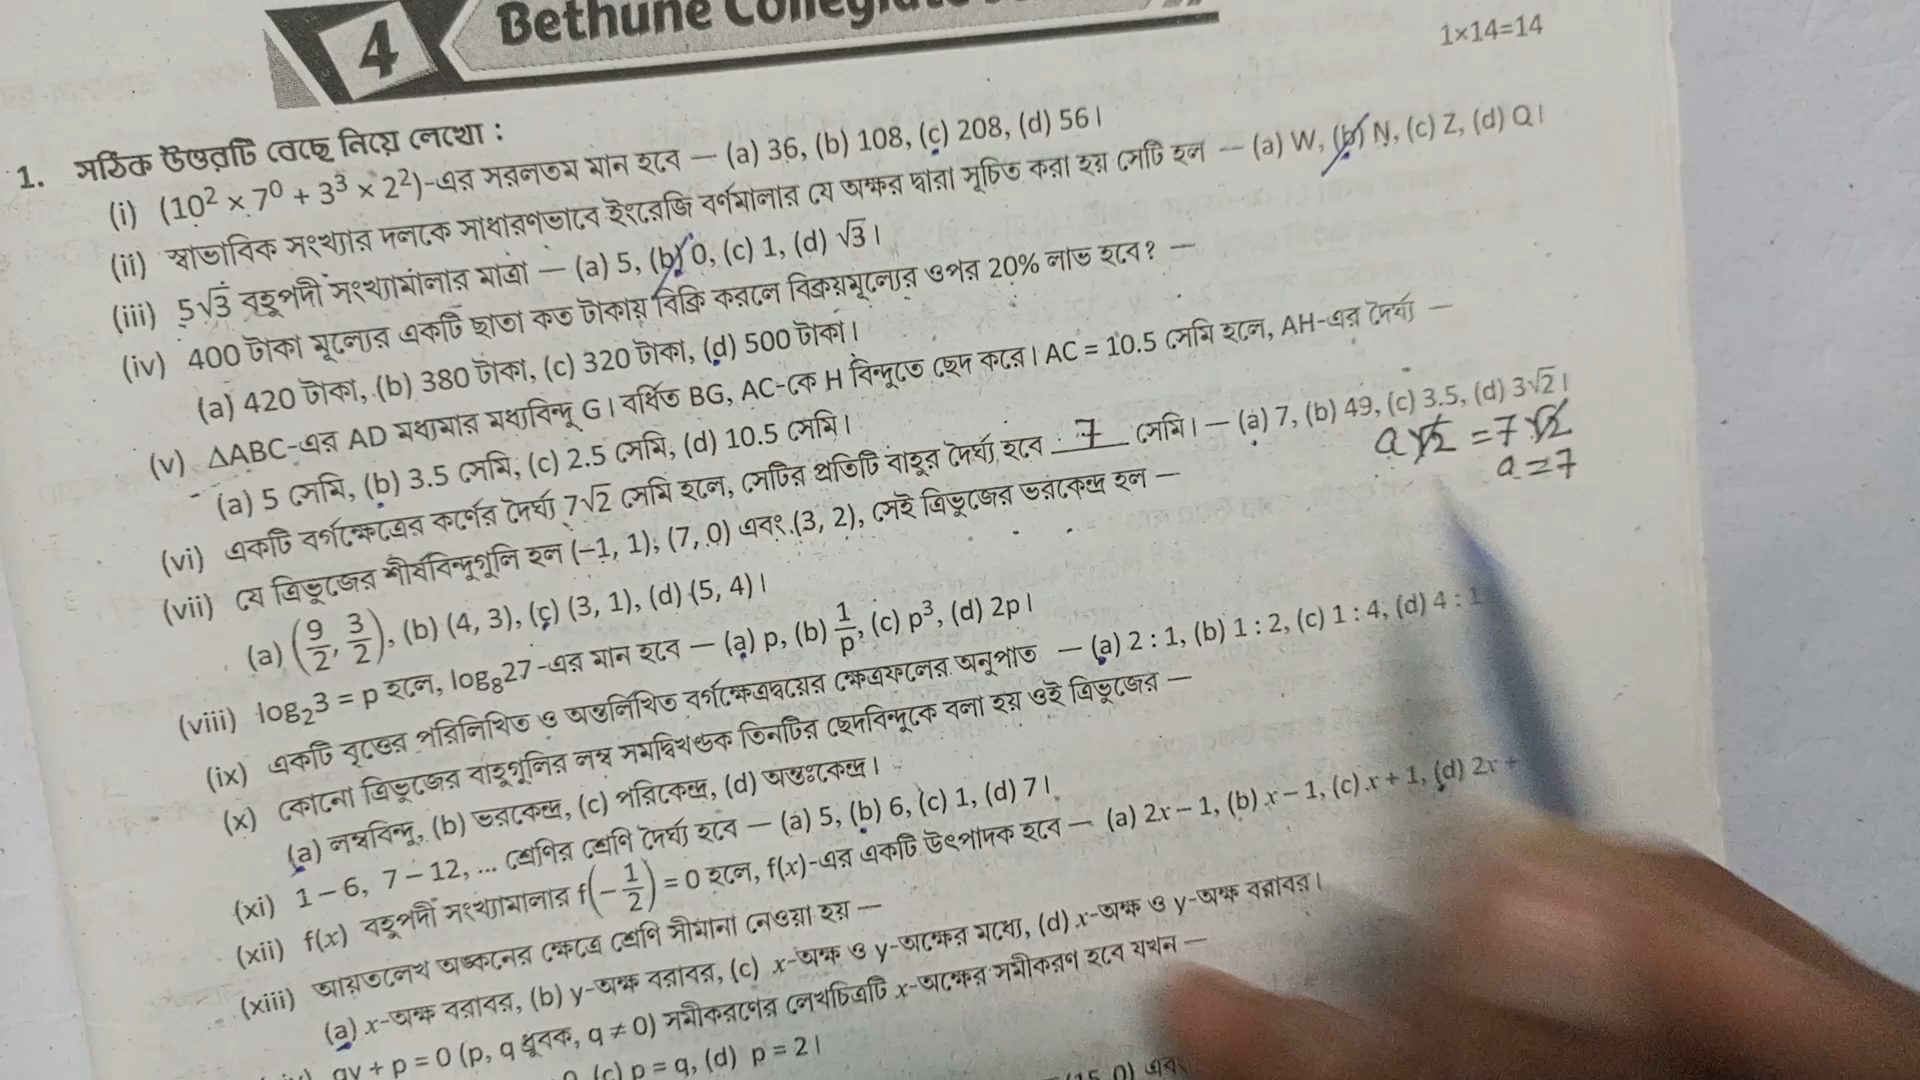 4
Bethune Collegiate
1×14=14
1. সঠিক উত্তরটি বেছে নিয়ে লেখো :
(i) (10² × 7⁰ + 3³ × 2²)-এর সরলতম মান হবে — (a) 36, (b) 108, (c) 208, (d) 56।
(ii) স্বাভাবিক সংখ্যার দলকে সাধারণভাবে ইংরেজি বর্ণমালার যে অক্ষর দ্বারা সূচিত করা হয় সেটি হল — (a) W, (b) N, (c) Z, (d) Q।
(iii) 5√3 বহুপদী সংখ্যামালার মাত্রা — (a) 5, (b) 0, (c) 1, (d) √3।
(iv) 400 টাকা মূল্যের একটি ছাতা কত টাকায় বিক্রি করলে বিক্রয়মূল্যের ওপর 20% লাভ হবে? —
(a) 420 টাকা, (b) 380 টাকা, (c) 320 টাকা, (d) 500 টাকা।
(v) ΔABC-এর AD মধ্যমার মধ্যবিন্দু G। বর্ধিত BG, AC-কে H বিন্দুতে ছেদ করে। AC = 10.5 সেমি হলে, AH-এর দৈর্ঘ্য —
(a) 5 সেমি, (b) 3.5 সেমি, (c) 2.5 সেমি, (d) 10.5 সেমি।
(vi) একটি বর্গক্ষেত্রের কর্ণের দৈর্ঘ্য 7√2 সেমি হলে, সেটির প্রতিটি বাহুর দৈর্ঘ্য হবে 7 সেমি। — (a) 7, (b) 49, (c) 3.5, (d) 3√2।
a√2 = 7√2
a = 7
(vii) যে ত্রিভুজের শীর্ষবিন্দুগুলি হল (−1, 1), (7, 0) এবং (3, 2), সেই ত্রিভুজের ভরকেন্দ্র হল —
(a) (9/2, 3/2), (b) (4, 3), (c) (3, 1), (d) (5, 4)।
(viii) log₂3 = p হলে, log₈27-এর মান হবে — (a) p, (b) 1/p, (c) p³, (d) 2p।
(ix) একটি বৃত্তের পরিলিখিত ও অন্তর্লিখিত বর্গক্ষেত্রদ্বয়ের ক্ষেত্রফলের অনুপাত — (a) 2 : 1, (b) 1 : 2, (c) 1 : 4, (d) 4 : 1
(x) কোনো ত্রিভুজের বাহুগুলির লম্ব সমদ্বিখণ্ডক তিনটির ছেদবিন্দুকে বলা হয় ওই ত্রিভুজের —
(a) লম্ববিন্দু, (b) ভরকেন্দ্র, (c) পরিকেন্দ্র, (d) অন্তঃকেন্দ্র।
(xi) 1 – 6, 7 – 12, ... শ্রেণির শ্রেণি দৈর্ঘ্য হবে — (a) 5, (b) 6, (c) 1, (d) 7।
(xii) f(x) বহুপদী সংখ্যামালার f(−1/2) = 0 হলে, f(x)-এর একটি উৎপাদক হবে — (a) 2x – 1, (b) x – 1, (c) x + 1, (d) 2x +
(xiii) আয়তলেখ অঙ্কনের ক্ষেত্রে শ্রেণি সীমানা নেওয়া হয় —
(a) x-অক্ষ বরাবর, (b) y-অক্ষ বরাবর, (c) x-অক্ষ ও y-অক্ষের মধ্যে, (d) x-অক্ষ ও y-অক্ষ বরাবর।
qy + p = 0 (p, q ধ্রুবক, q ≠ 0) সমীকরণের লেখচিত্রটি x-অক্ষের সমীকরণ হবে যখন —
(c) p = q, (d) p = 2।